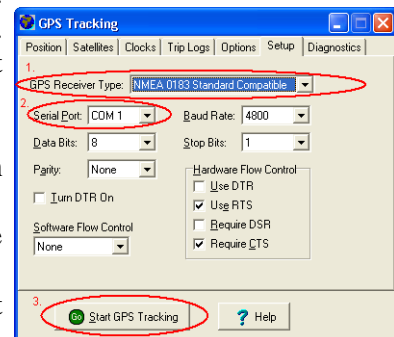 GPS Tracking
Position Satellites Clocks Trip Logs Options Setup Diagnostics
1.
GPS Receiver Type: NMEA 0183 Standard Compatible
2.
Serial Port: COM 1 Baud Rate: 4800
Data Bits: 8 Stop Bits: 1
Parity: None Hardware Flow Control
Turn DTR On Use DTR
Use RTS
Software Flow Control Require DSR
None Require CTS
3.
Go Start GPS Tracking ? Help